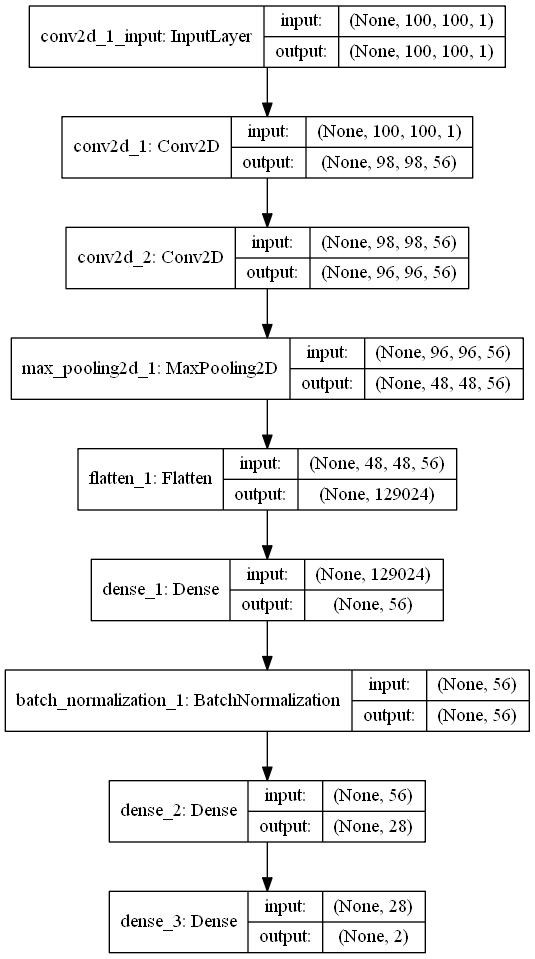 conv2d_1_input: InputLayer
input: (None, 100, 100, 1)
output: (None, 100, 100, 1)
conv2d_1: Conv2D
input: (None, 100, 100, 1)
output: (None, 98, 98, 56)
conv2d_2: Conv2D
input: (None, 98, 98, 56)
output: (None, 96, 96, 56)
max_pooling2d_1: MaxPooling2D
input: (None, 96, 96, 56)
output: (None, 48, 48, 56)
flatten_1: Flatten
input: (None, 48, 48, 56)
output: (None, 129024)
dense_1: Dense
input: (None, 129024)
output: (None, 56)
batch_normalization_1: BatchNormalization
input: (None, 56)
output: (None, 56)
dense_2: Dense
input: (None, 56)
output: (None, 28)
dense_3: Dense
input: (None, 28)
output: (None, 2)